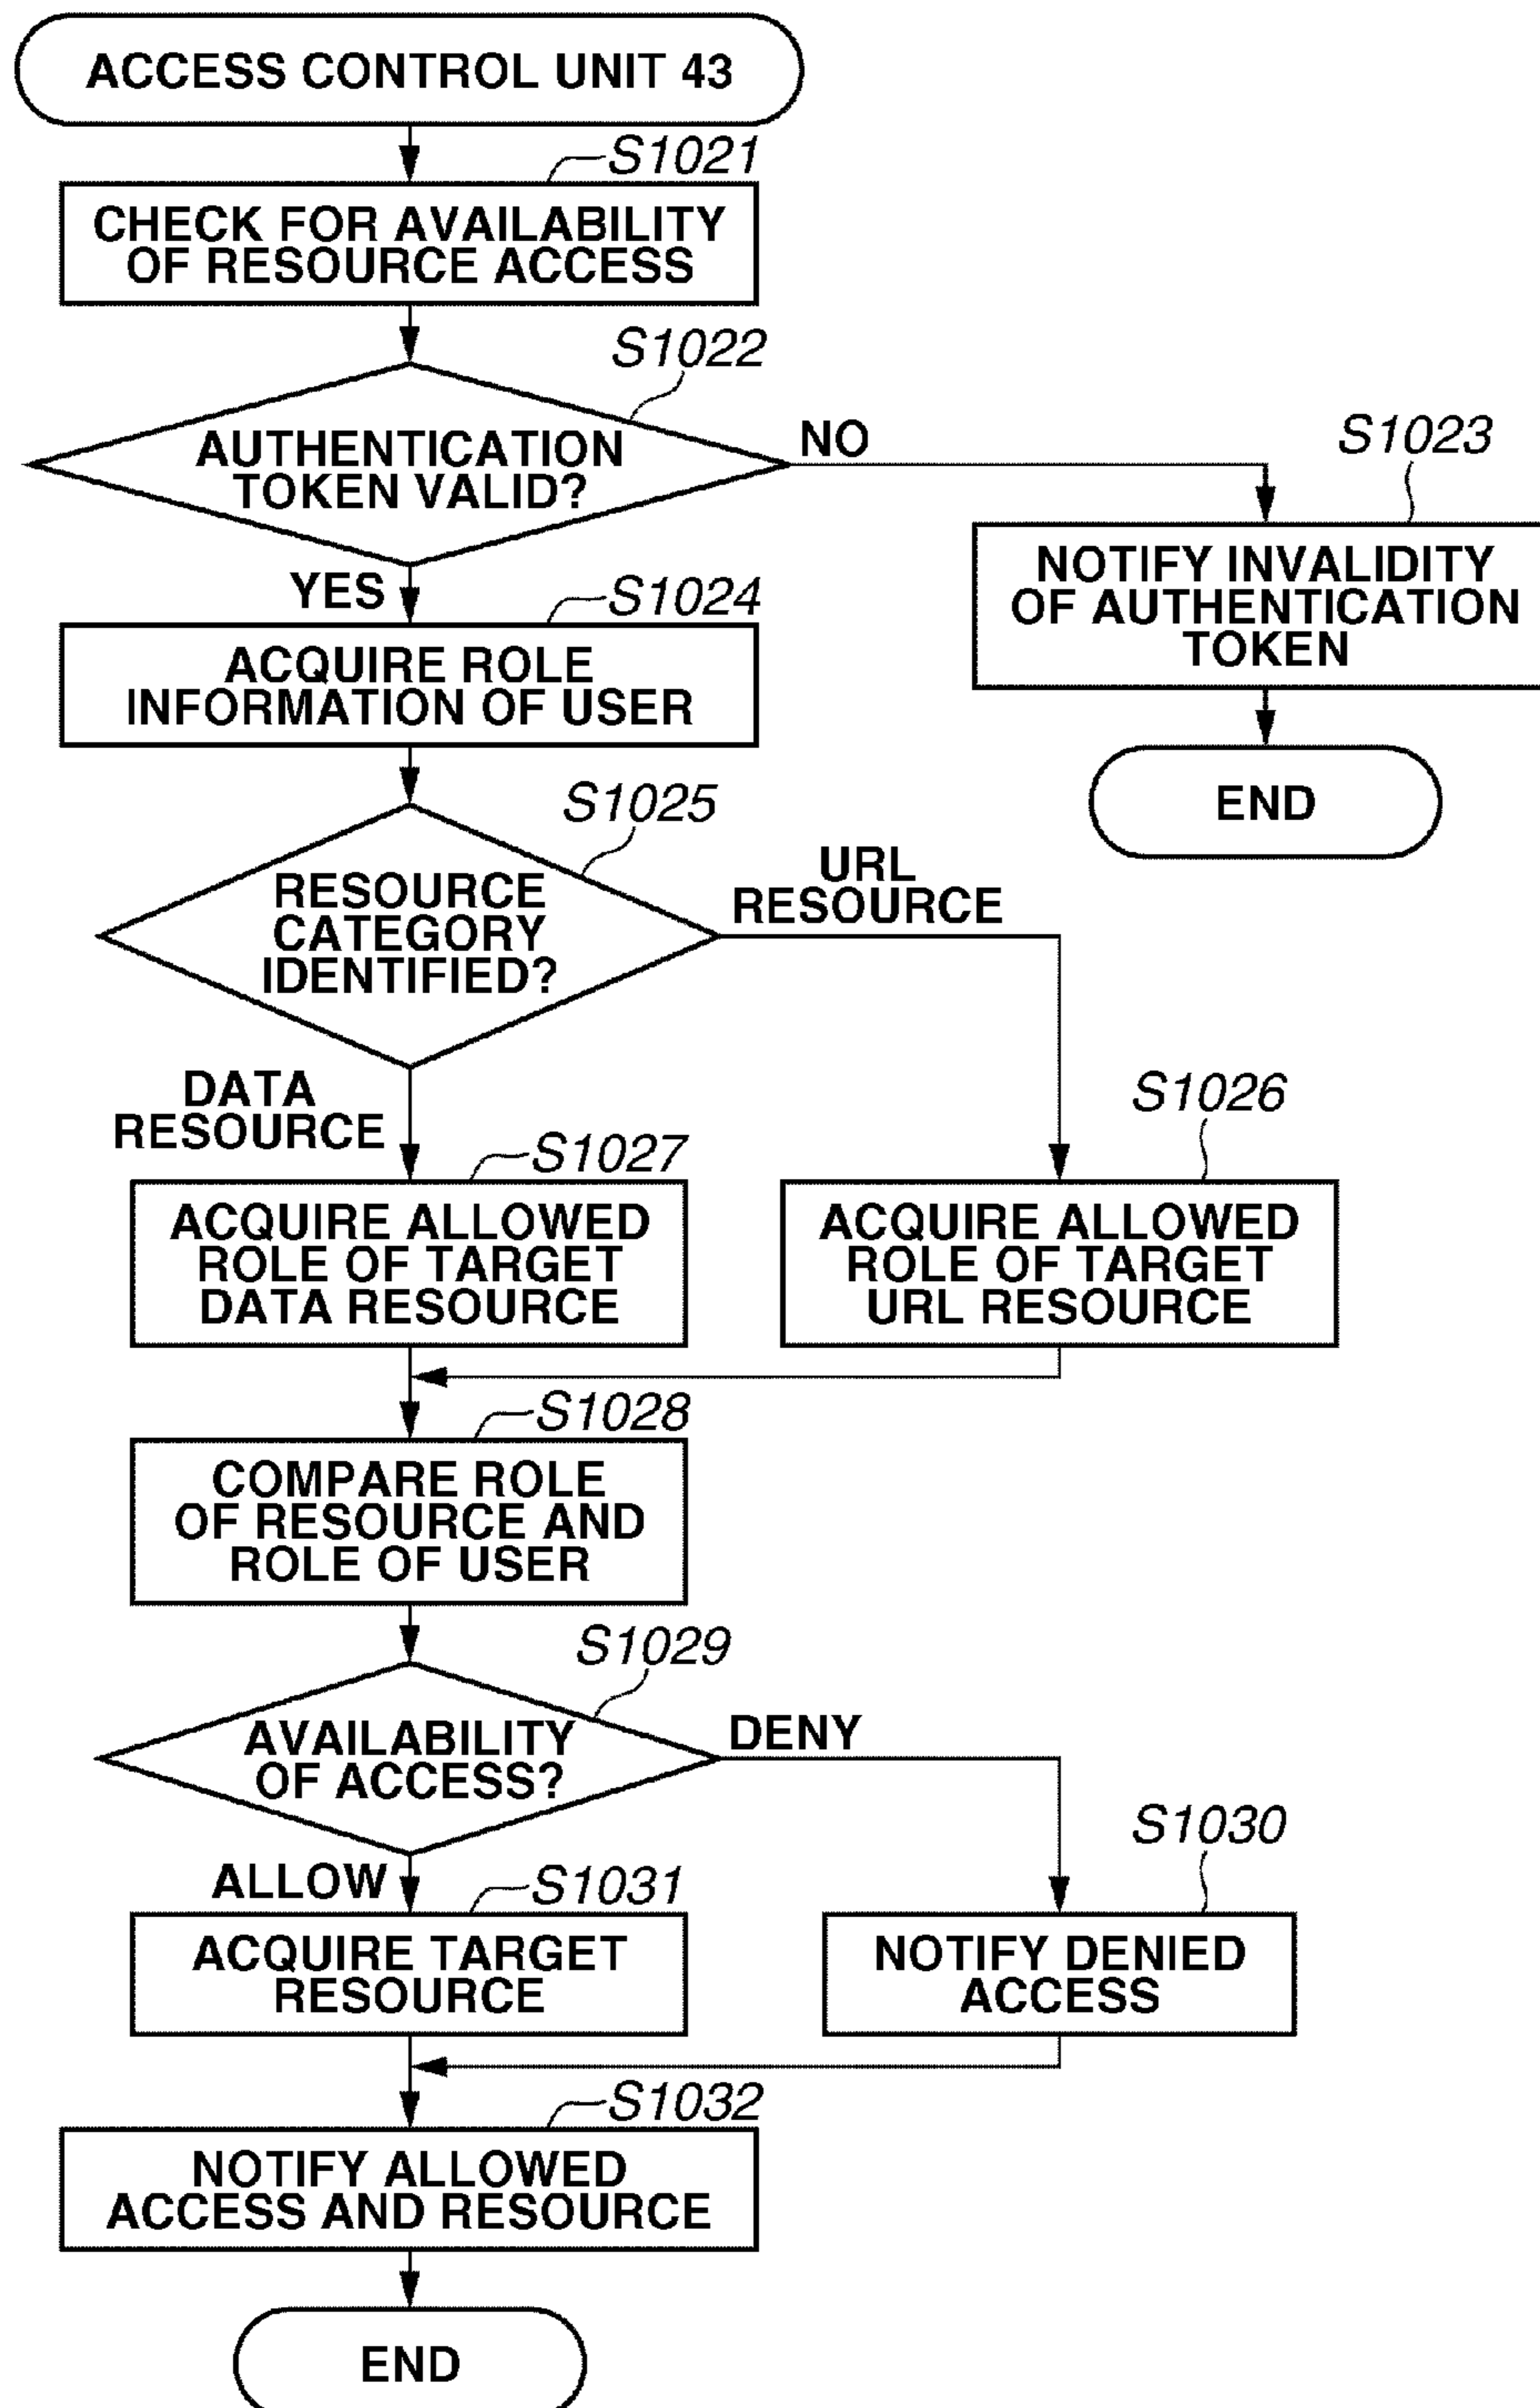 ACCESS CONTROL UNIT 43
S1021
CHECK FOR AVAILABILITY
OF RESOURCE ACCESS
S1022
AUTHENTICATION
TOKEN VALID?
NO
S1023
NOTIFY INVALIDITY
OF AUTHENTICATION
TOKEN
END
YES
S1024
ACQUIRE ROLE
INFORMATION OF USER
S1025
RESOURCE
CATEGORY
IDENTIFIED?
URL
RESOURCE
DATA
RESOURCE
S1027
ACQUIRE ALLOWED
ROLE OF TARGET
DATA RESOURCE
S1026
ACQUIRE ALLOWED
ROLE OF TARGET
URL RESOURCE
S1028
COMPARE ROLE
OF RESOURCE AND
ROLE OF USER
S1029
AVAILABILITY
OF ACCESS?
DENY
S1030
NOTIFY DENIED
ACCESS
ALLOW
S1031
ACQUIRE TARGET
RESOURCE
S1032
NOTIFY ALLOWED
ACCESS AND RESOURCE
END